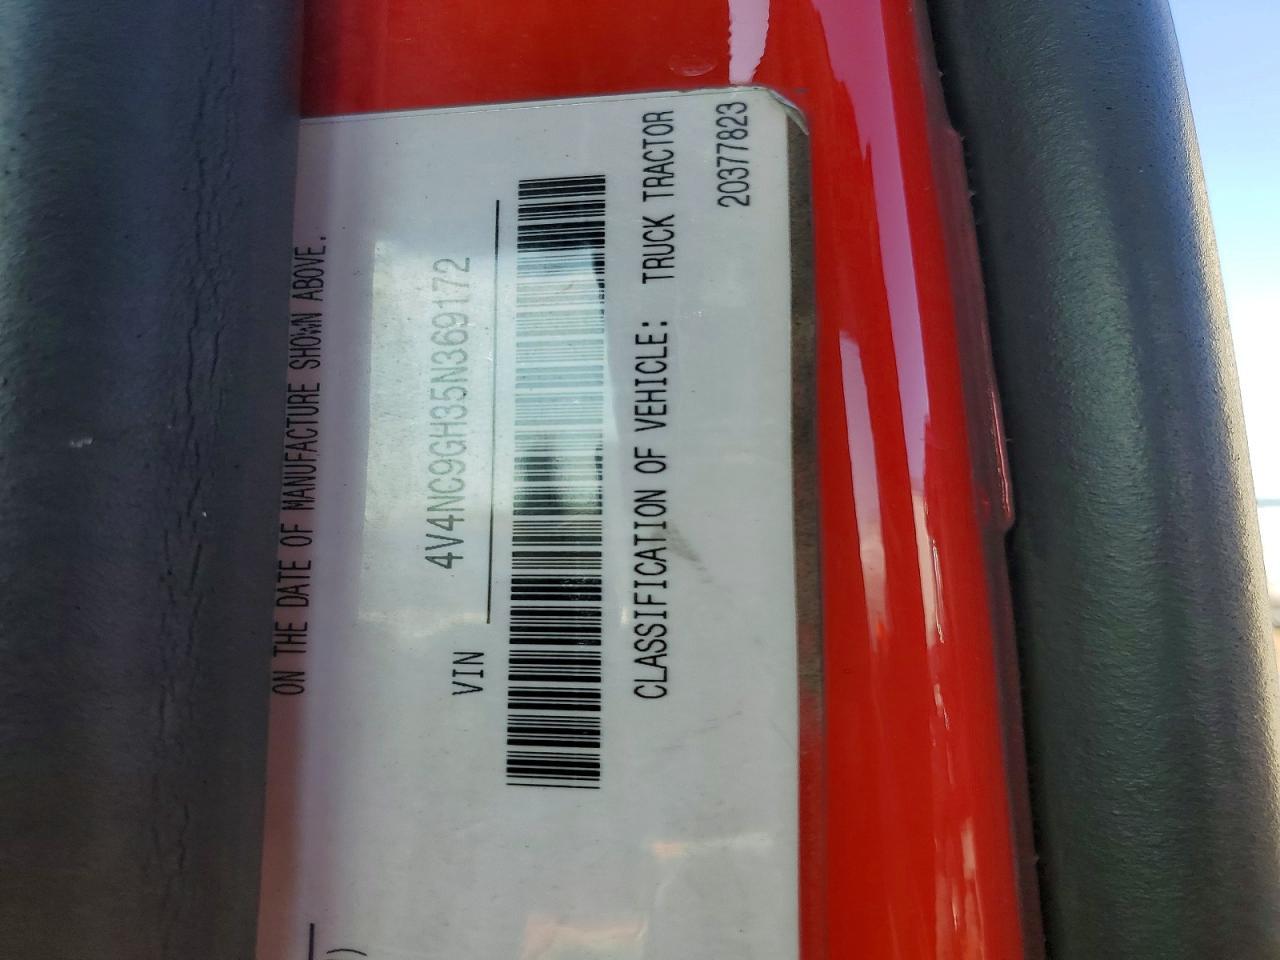 ON THE DATE OF MANUFACTURE SHOWN ABOVE.
VIN 4V4NC9GH35N369172
CLASSIFICATION OF VEHICLE: TRUCK TRACTOR
20377823